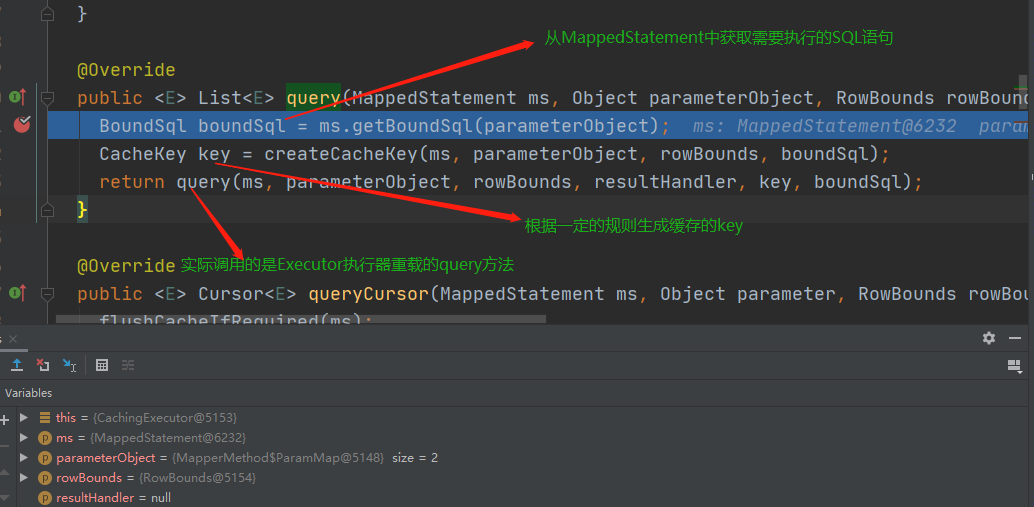 }
从MappedStatement中获取需要执行的SQL语句
@Override
public <E> List<E> query(MappedStatement ms, Object parameterObject, RowBounds rowBound
BoundSql boundSql = ms.getBoundSql(parameterObject); ms: MappedStatement@6232 param
CacheKey key = createCacheKey(ms, parameterObject, rowBounds, boundSql);
return query(ms, parameterObject, rowBounds, resultHandler, key, boundSql);
}
根据一定的规则生成缓存的key
@Override 实际调用的是Executor执行器重载的query方法
public <E> Cursor<E> queryCursor(MappedStatement ms, Object parameter, RowBounds rowBou
flushCacheIfRequired(ms);
Variables
this = {CachingExecutor@5153}
ms = {MappedStatement@6232}
parameterObject = {MapperMethod$ParamMap@5148} size = 2
rowBounds = {RowBounds@5154}
resultHandler = null